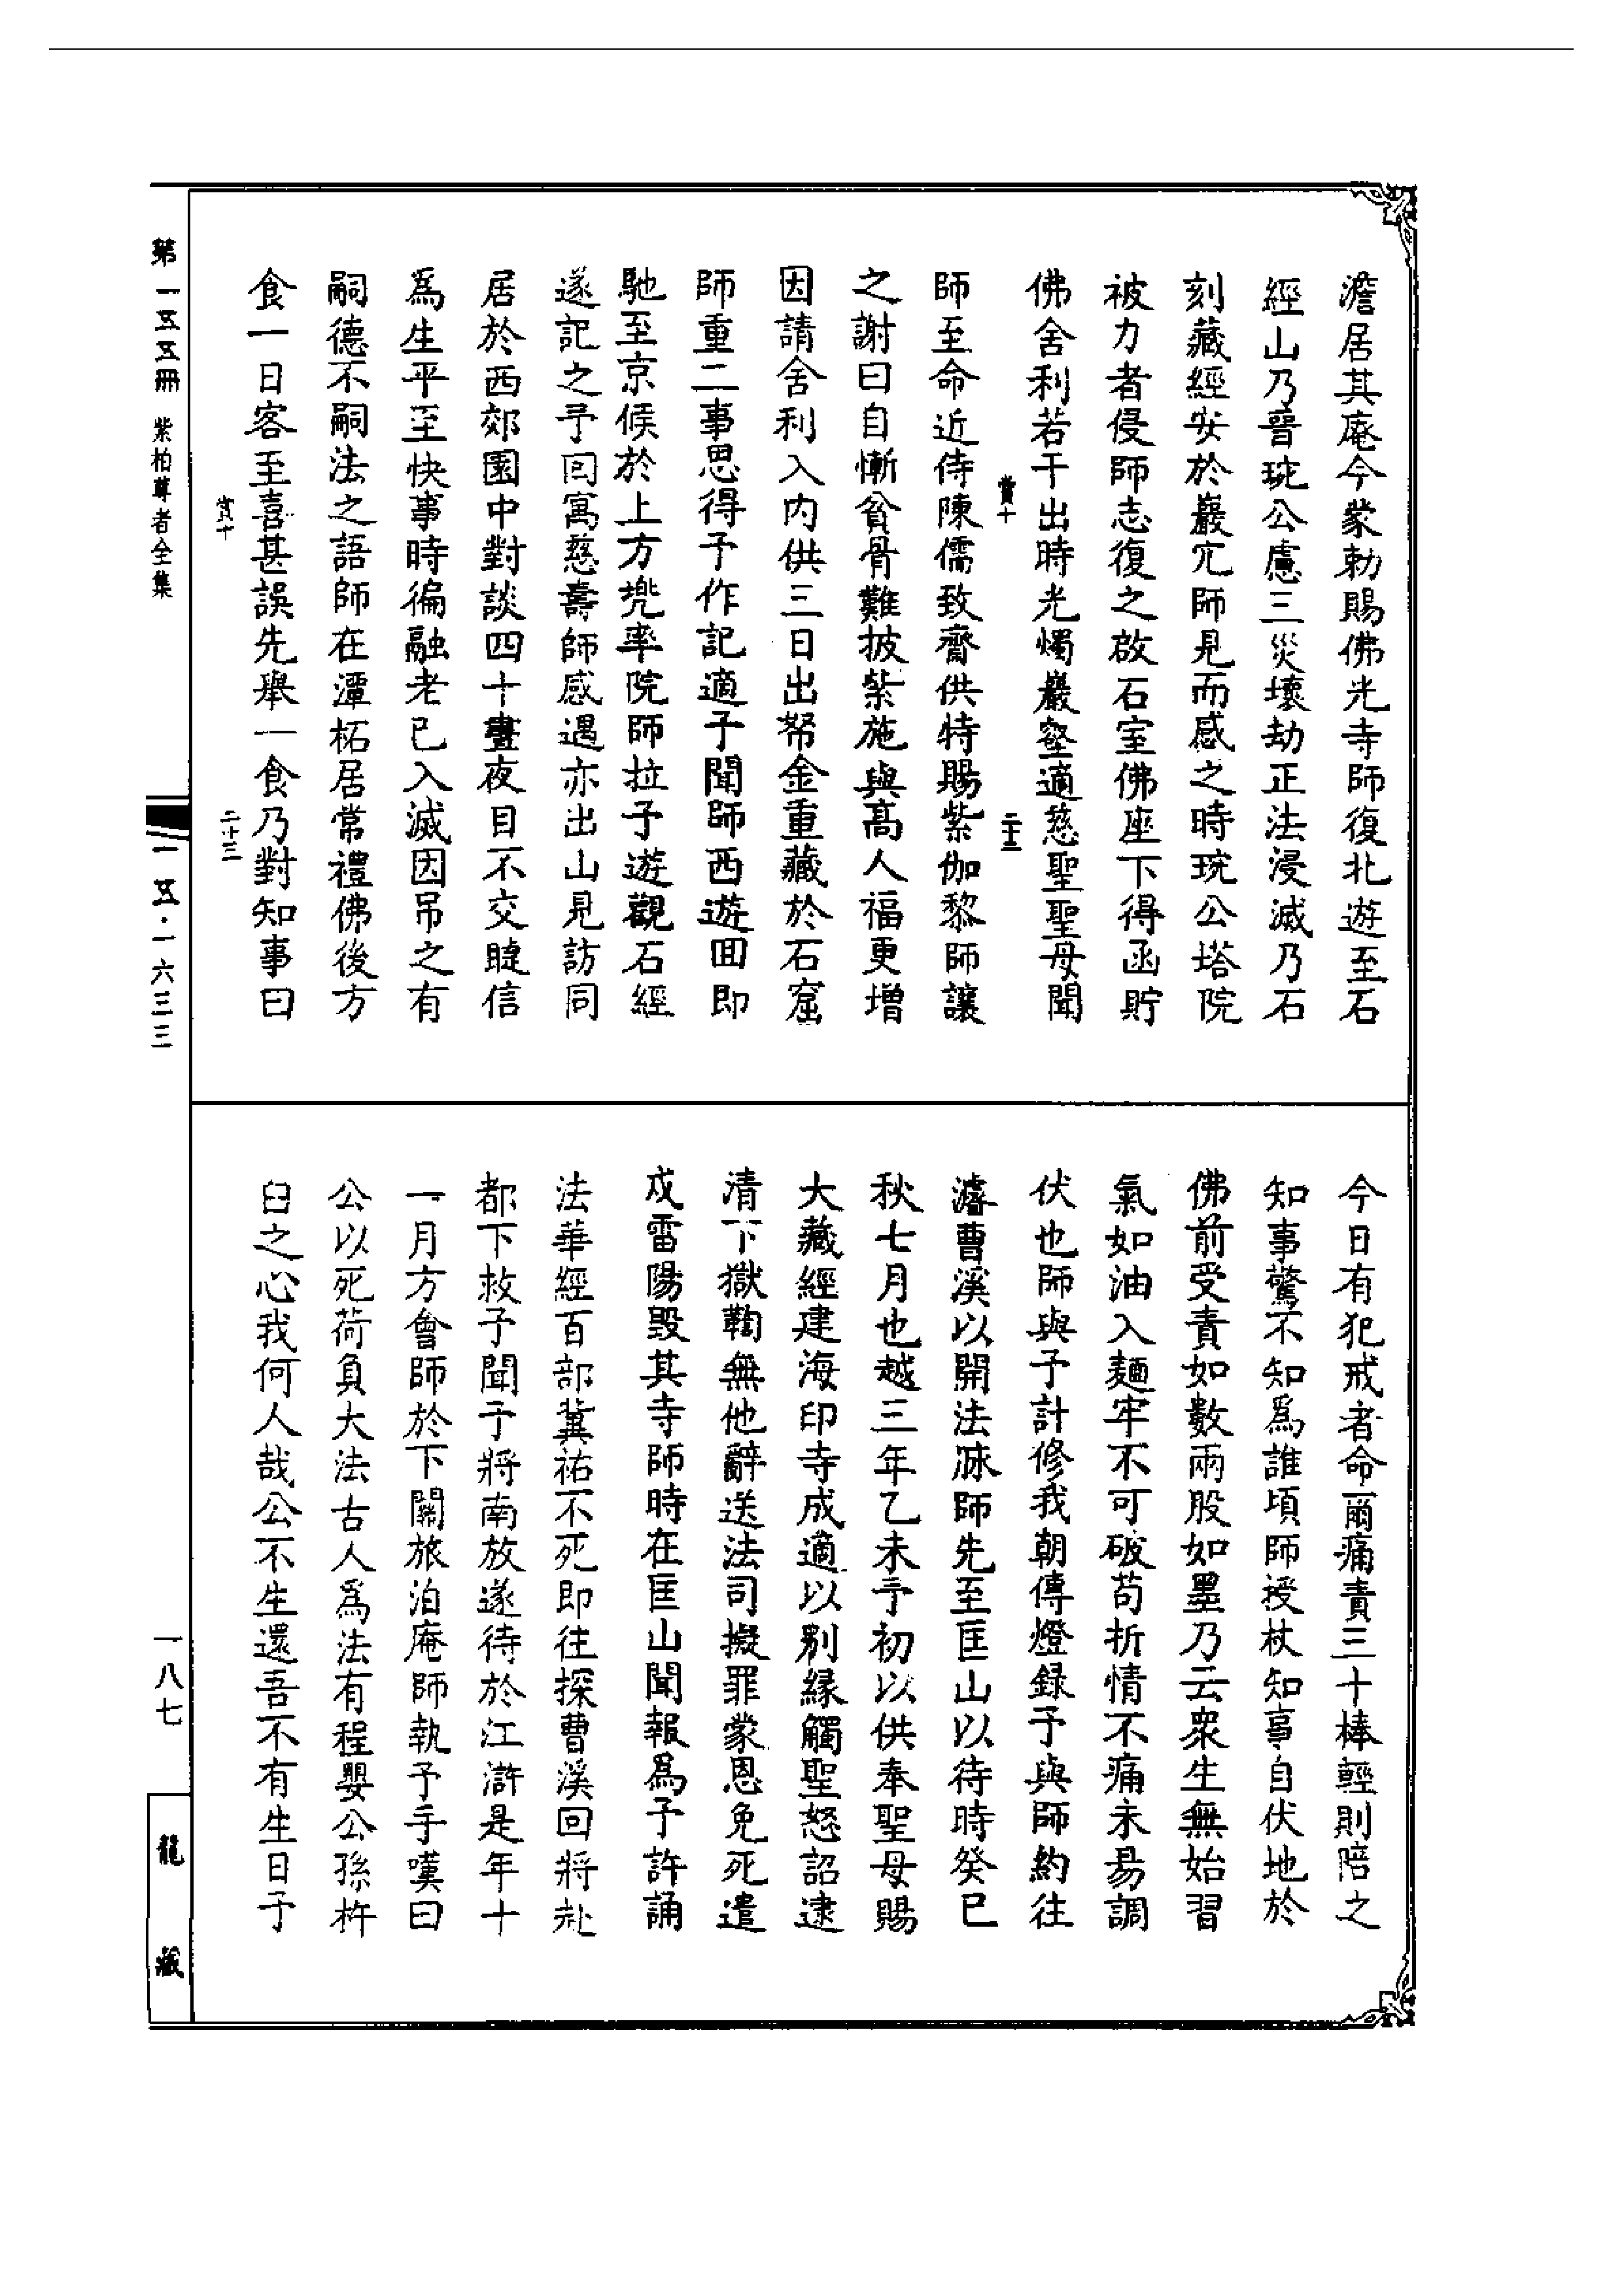 澹居其庵今蒙勅賜佛光寺師復北遊至石
經山乃晉琬公慮三災壞劫正法浸滅乃石
刻藏經安於巖宂師見而感之時琬公塔院
被力者侵師志復之啟石室佛座下得函貯
佛舍利若干出時光燭巖壑適慈聖聖母聞
賞十
二十三
師至命近侍陳儒致齋供特賜紫伽黎師讓
之謝曰自慚貧骨難披紫施與高人福更增
因請舍利入內供三日出帑金重藏於石窟
師重二事思得予作記適予聞師西遊回即
馳至京候於上方兜率院師拉予遊觀石經
遂記之予回寓慈壽師感遇亦出山見訪同
居於西郊園中對談四十晝夜目不交睫信
為生平至快事時徧融老已入滅因吊之有
嗣德不嗣法之語師在潭柘居常禮佛後方
食一日客至喜甚誤先舉一食乃對知事曰
賞十
二十三
今日有犯戒者命爾痛責三十棒輕則陪之
知事驚不知爲誰頃師授杖知事自伏地於
佛前受責如數兩股如墨乃云衆生無始習
氣如油入麵牢不可破苟折情不痛未易調
伏也師與予計修我朝傳燈錄予與師約往
濬曹溪以開法脉師先至匡山以待時癸巳
秋七月也越三年乙未予初以供奉聖母賜
大藏經建海印寺成適以别緣觸聖怒詔逮
清下獄鞫無他辭送法司擬罪蒙恩免死遣
戍雷陽毀其寺師時在匡山聞報爲予許誦
法華經百部冀祐不死即往探曹溪回將赴
都下救予聞予將南放遂待於江滸是年十
一月方會師於下關旅泊庵師執予手嘆曰
公以死荷負大法古人爲法有程嬰公孫杵
臼之心我何人哉公不生還吾不有生日予
第一五五冊
紫柏尊者全集
一五·一六三三
一八七
龍藏